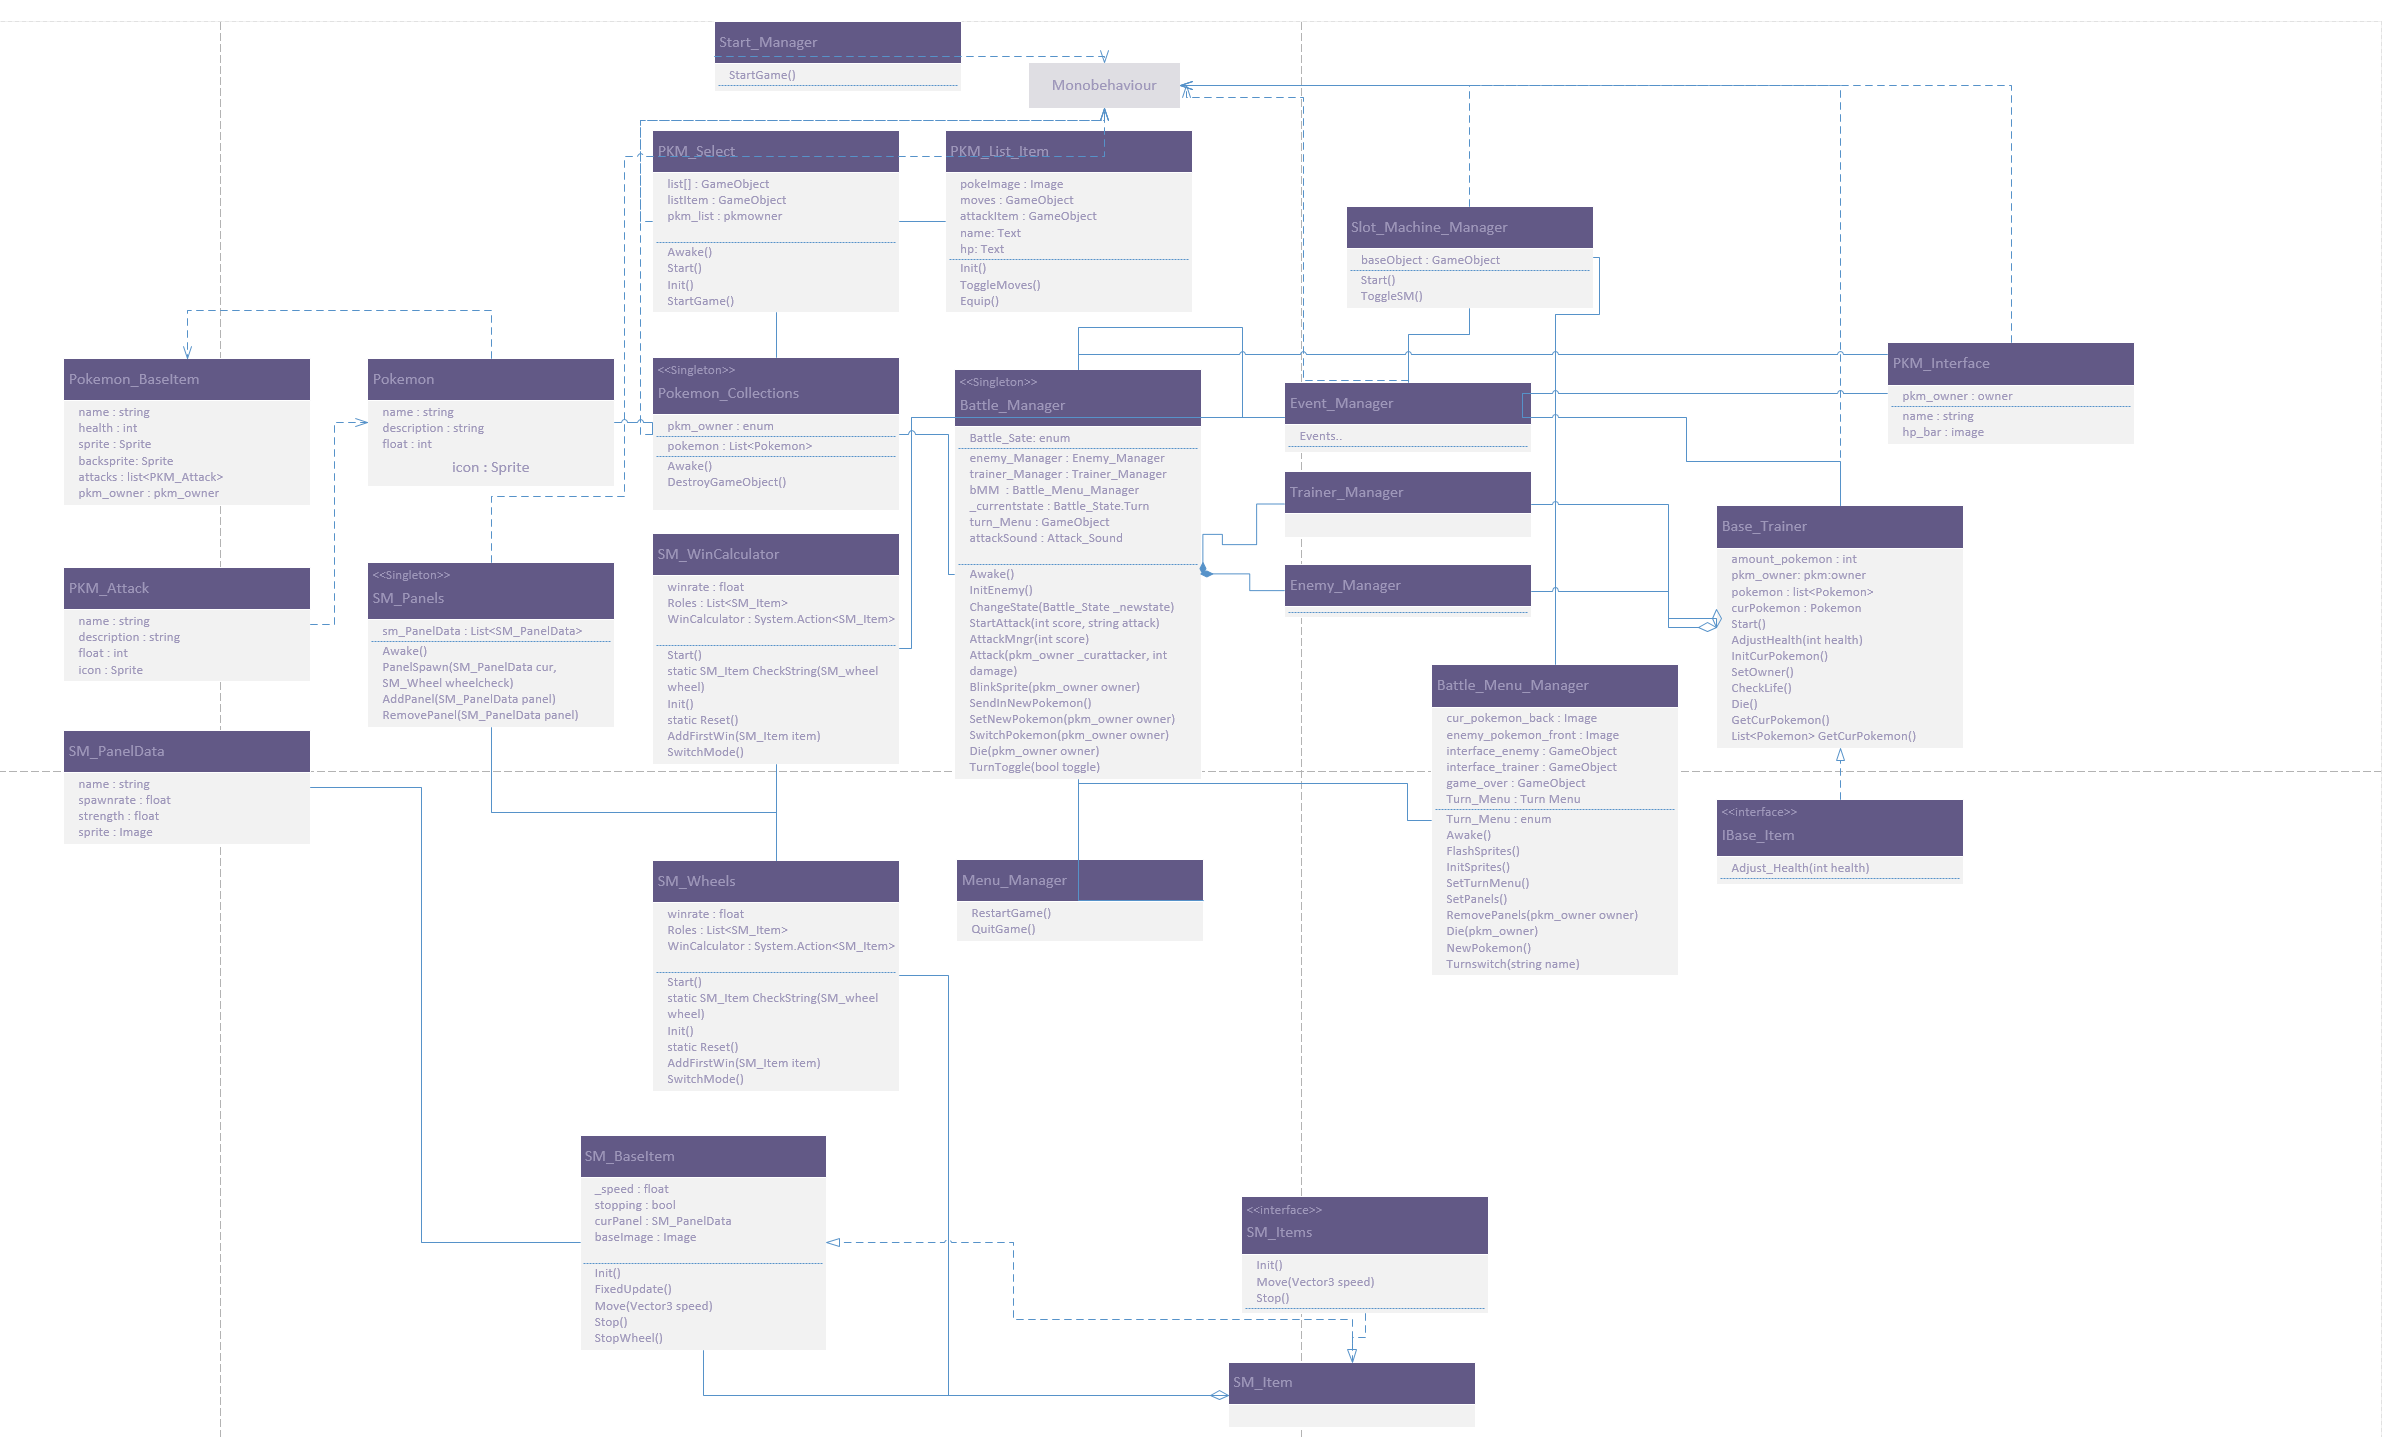 Start_Manager
StartGame()
Monobehaviour
PKM_Select
list[] : GameObject
listItem : GameObject
pkm_list : pkmowner
Awake()
Start()
Init()
StartGame()
PKM_List_Item
pokeImage : Image
moves : GameObject
attackItem : GameObject
name: Text
hp: Text
Init()
ToggleMoves()
Equip()
Slot_Machine_Manager
baseObject : GameObject
Start()
ToggleSM()
Pokemon_BaseItem
name : string
health : int
sprite : Sprite
backsprite: Sprite
attacks : list<PKM_Attack>
pkm_owner : pkm_owner
Pokemon
name : string
description : string
float : int
icon : Sprite
<<Singleton>>
Pokemon_Collections
pkm_owner : enum
pokemon : List<Pokemon>
Awake()
DestroyGameObject()
<<Singleton>>
Battle_Manager
Battle_Sate: enum
enemy_Manager : Enemy_Manager
trainer_Manager : Trainer_Manager
bMM  : Battle_Menu_Manager
_currentstate : Battle_State.Turn
turn_Menu : GameObject
attackSound : Attack_Sound
Awake()
InitEnemy()
ChangeState(Battle_State _newstate)
StartAttack(int score, string attack)
AttackMngr(int score)
Attack(pkm_owner _curattacker, int
damage)
BlinkSprite(pkm_owner owner)
SendInNewPokemon()
SetNewPokemon(pkm_owner owner)
SwitchPokemon(pkm_owner owner)
Die(pkm_owner owner)
TurnToggle(bool toggle)
Event_Manager
Events..
Trainer_Manager
Enemy_Manager
PKM_Interface
pkm_owner : owner
name : string
hp_bar : image
Base_Trainer
amount_pokemon : int
pkm_owner: pkm:owner
pokemon : list<Pokemon>
curPokemon : Pokemon
Start()
AdjustHealth(int health)
InitCurPokemon()
SetOwner()
CheckLife()
Die()
GetCurPokemon()
List<Pokemon> GetCurPokemon()
PKM_Attack
name : string
description : string
float : int
icon : Sprite
<<Singleton>>
SM_Panels
sm_PanelData : List<SM_PanelData>
Awake()
PanelSpawn(SM_PanelData cur,
SM_Wheel wheelcheck)
AddPanel(SM_PanelData panel)
RemovePanel(SM_PanelData panel)
SM_WinCalculator
winrate : float
Roles : List<SM_Item>
WinCalculator : System.Action<SM_Item>
Start()
static SM_Item CheckString(SM_wheel
wheel)
Init()
static Reset()
AddFirstWin(SM_Item item)
SwitchMode()
Battle_Menu_Manager
cur_pokemon_back : Image
enemy_pokemon_front : Image
interface_enemy : GameObject
interface_trainer : GameObject
game_over : GameObject
Turn_Menu : Turn Menu
Turn_Menu : enum
Awake()
FlashSprites()
InitSprites()
SetTurnMenu()
SetPanels()
RemovePanels(pkm_owner owner)
Die(pkm_owner)
NewPokemon()
Turnswitch(string name)
SM_PanelData
name : string
spawnrate : float
strength : float
sprite : Image
<<interface>>
IBase_Item
Adjust_Health(int health)
SM_Wheels
winrate : float
Roles : List<SM_Item>
WinCalculator : System.Action<SM_Item>
Start()
static SM_Item CheckString(SM_wheel
wheel)
Init()
static Reset()
AddFirstWin(SM_Item item)
SwitchMode()
Menu_Manager
RestartGame()
QuitGame()
SM_BaseItem
_speed : float
stopping : bool
curPanel : SM_PanelData
baseImage : Image
Init()
FixedUpdate()
Move(Vector3 speed)
Stop()
StopWheel()
<<interface>>
SM_Items
Init()
Move(Vector3 speed)
Stop()
SM_Item